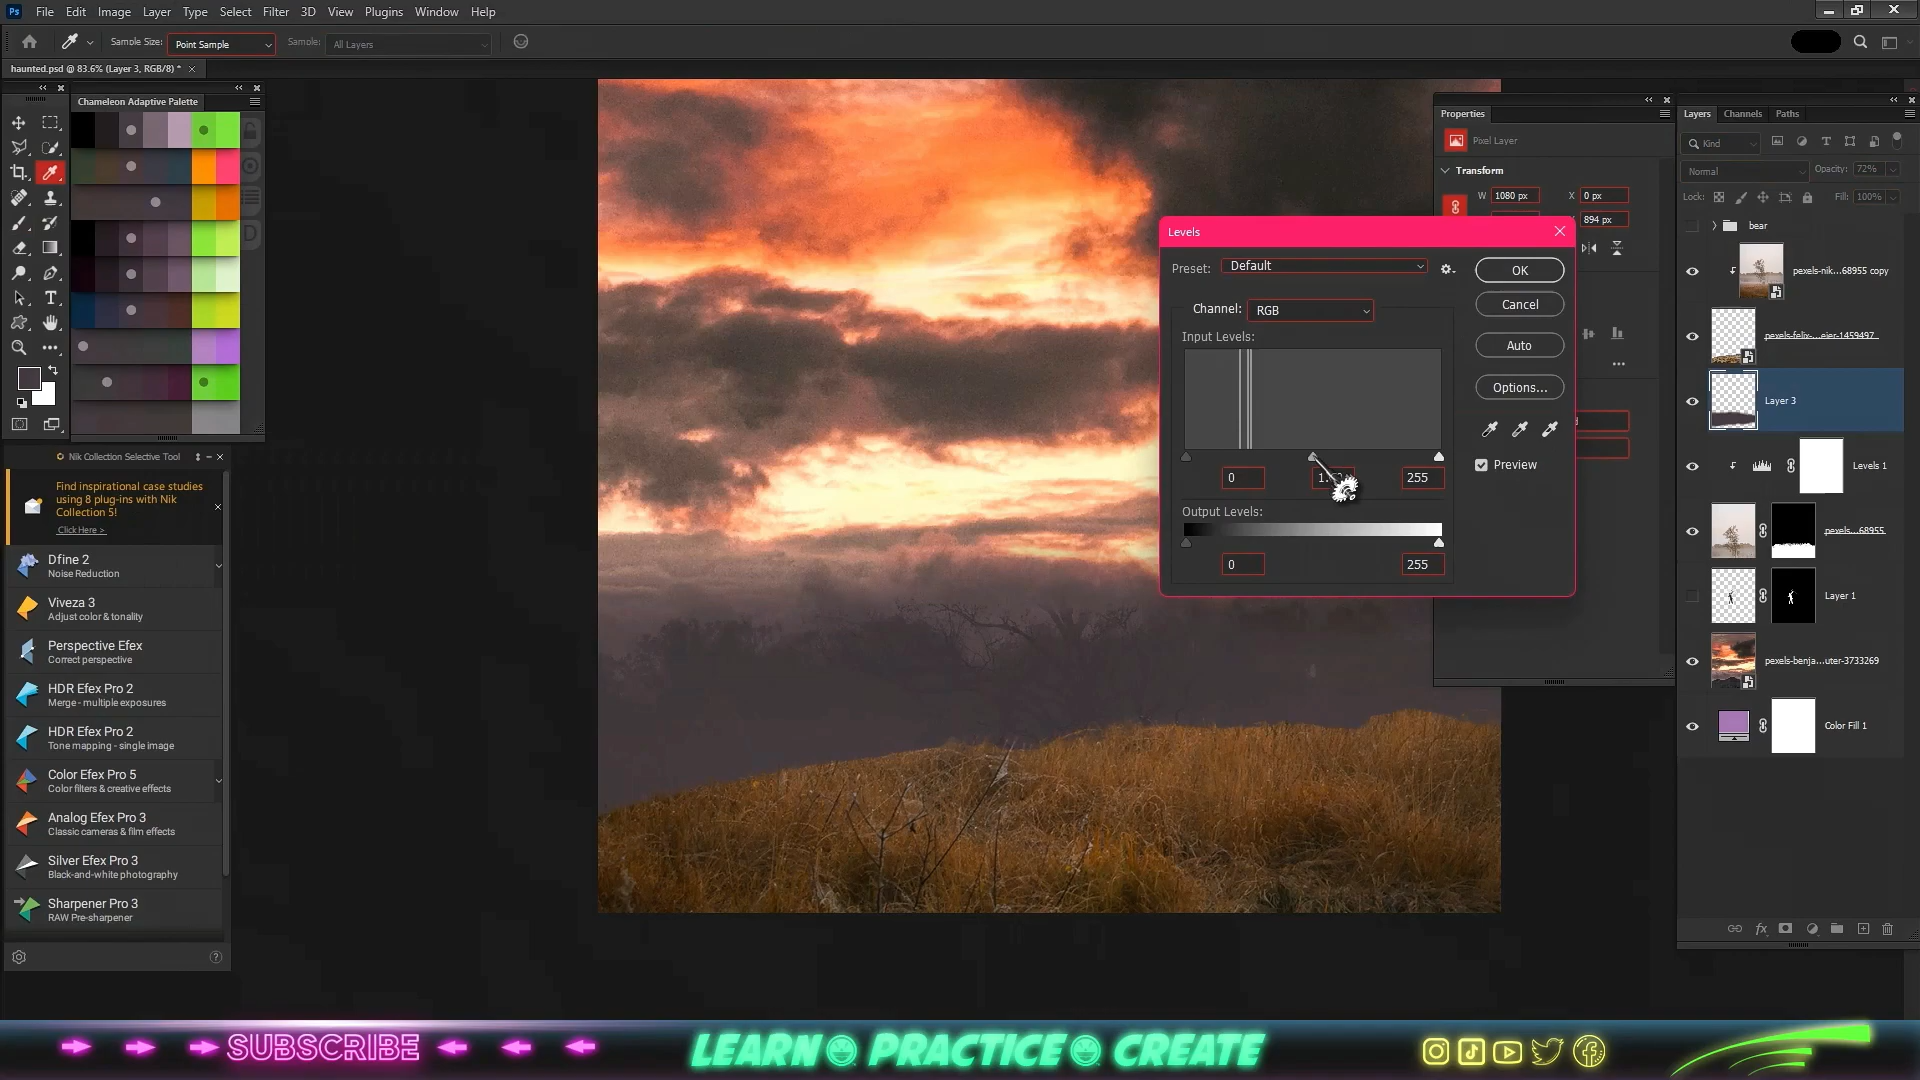 Ps File Edit Image Layer Type Select Filter 3D View Plugins Window Help
Sample Size: Point Sample Sample: All Layers
haunted.psd @ 83.6% (Layer 3, RGB/8) *
Chameleon Adaptive Palette
D
Nik Collection Selective Tool
Find inspirational case studies
using 8 plug-ins with Nik
Collection 5!
Click Here >
Dfine 2
Noise Reduction
Viveza 3
Adjust color & tonality
Perspective Efex
Correct perspective
HDR Efex Pro 2
Merge - multiple exposures
HDR Efex Pro 2
Tone mapping - single image
Color Efex Pro 5
Color filters & creative effects
Analog Efex Pro 3
Classic cameras & film effects
Silver Efex Pro 3
Black-and-white photography
Sharpener Pro 3
RAW Pre-sharpener
Levels
Preset: Default
Channel: RGB
Input Levels:
0 255
Output Levels:
0 255
OK
Cancel
Auto
Options...
Preview
Properties
Pixel Layer
Transform
W 1080 px X 0 px
894 px
Layers Channels Paths
Kind
Normal Opacity: 72%
Lock: Fill: 100%
bear
pexels-nik...68955 copy
pexels-felix-...eier-1459497
Layer 3
Levels 1
pexels-...68955
Layer 1
pexels-benja...uter-3733269
Color Fill 1
fx
SUBSCRIBE
LEARN PRACTICE CREATE